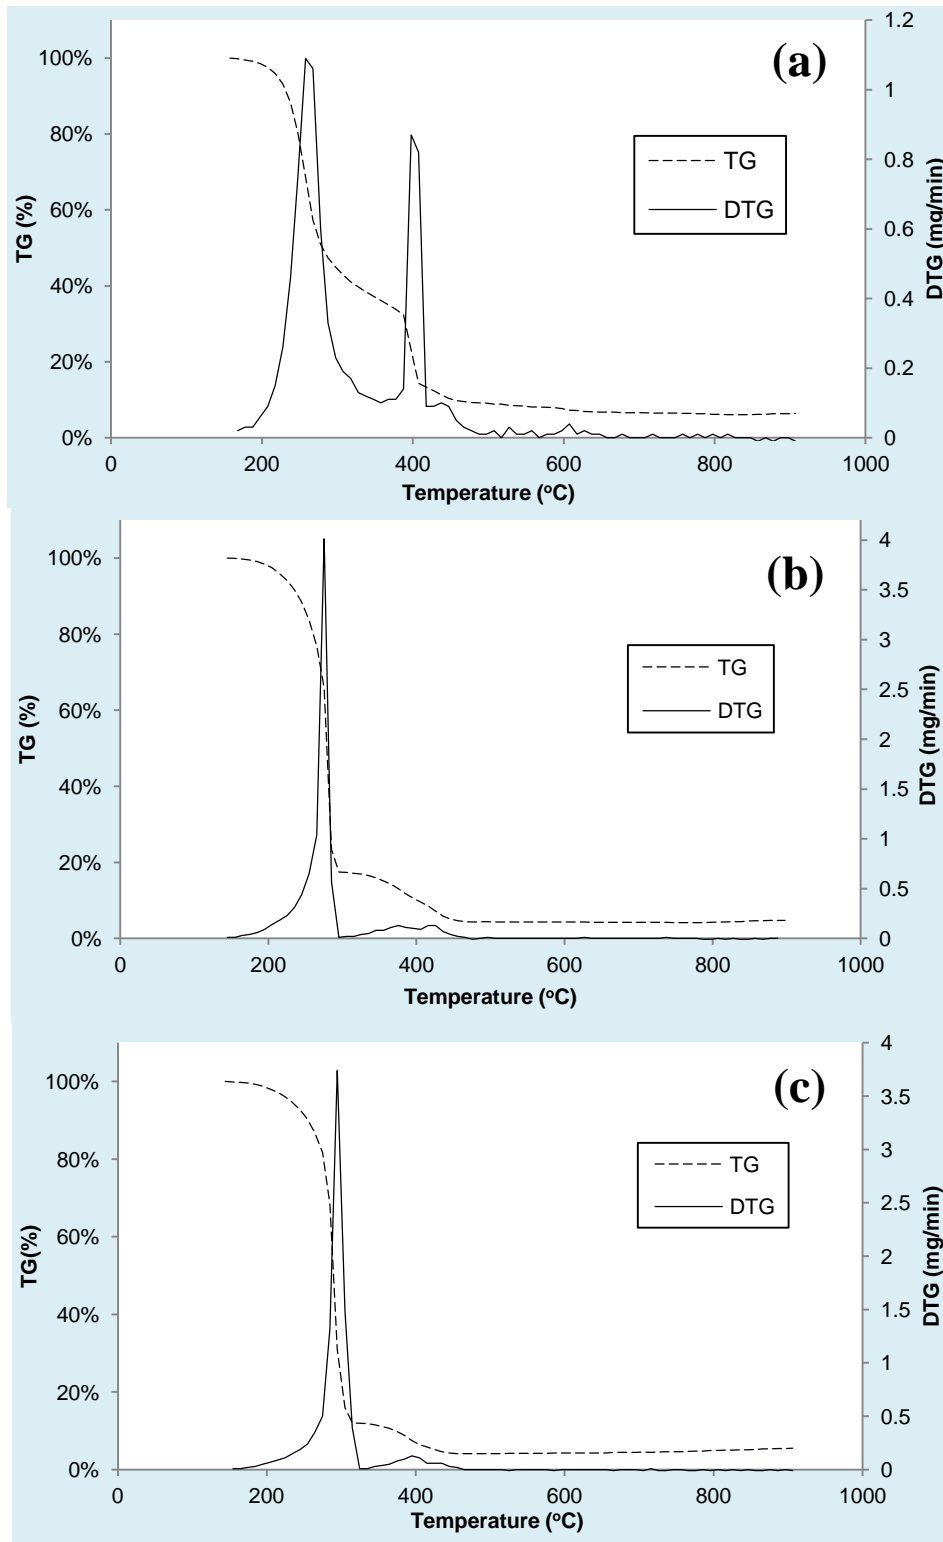 (a)
TG (%)
100%
80%
60%
40%
20%
0%
1.2
1
0.8
0.6
0.4
0.2
0
DTG (mg/min)
TG
DTG
0 200 400 600 800 1000
Temperature (oC)
(b)
TG (%)
100%
80%
60%
40%
20%
0%
4
3.5
3
2.5
2
1.5
1
0.5
0
DTG (mg/min)
TG
DTG
0 200 400 600 800 1000
Temperature (oC)
(c)
TG(%)
100%
80%
60%
40%
20%
0%
4
3.5
3
2.5
2
1.5
1
0.5
0
DTG (mg/min)
TG
DTG
0 200 400 600 800 1000
Temperature (oC)